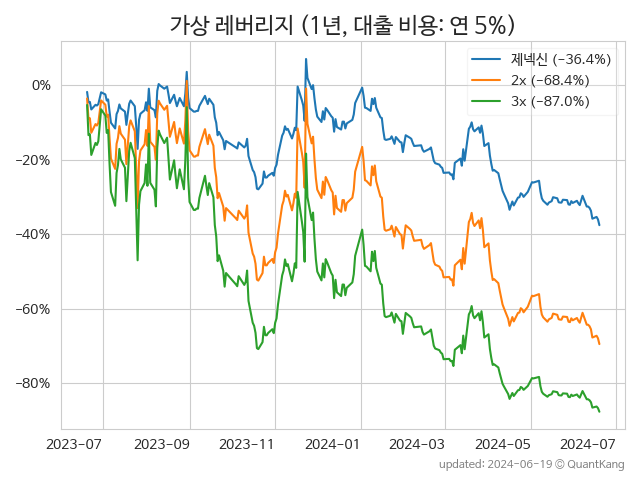 가상 레버리지 (1년, 대출 비용: 연 5%)
제넥신 (−36.4%)
2x (−68.4%)
3x (−87.0%)
0%
−20%
−40%
−60%
−80%
2023-07 2023-09 2023-11 2024-01 2024-03 2024-05 2024-07
updated: 2024-06-19 © QuantKang